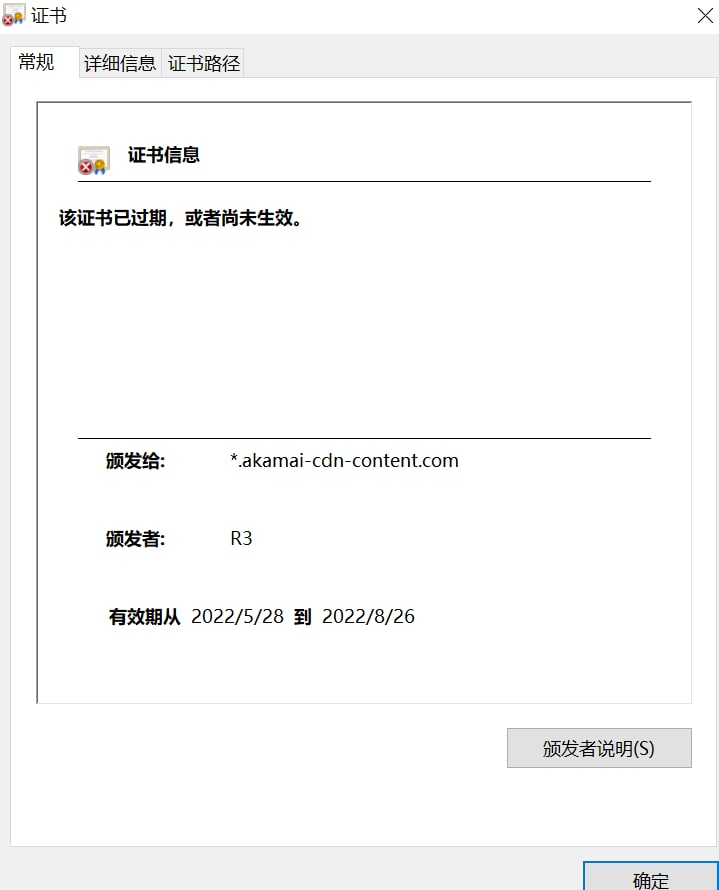 证书
常规 详细信息 证书路径
证书信息
该证书已过期，或者尚未生效。
颁发给: *.akamai-cdn-content.com
颁发者: R3
有效期从 2022/5/28 到 2022/8/26
颁发者说明(S)
确定